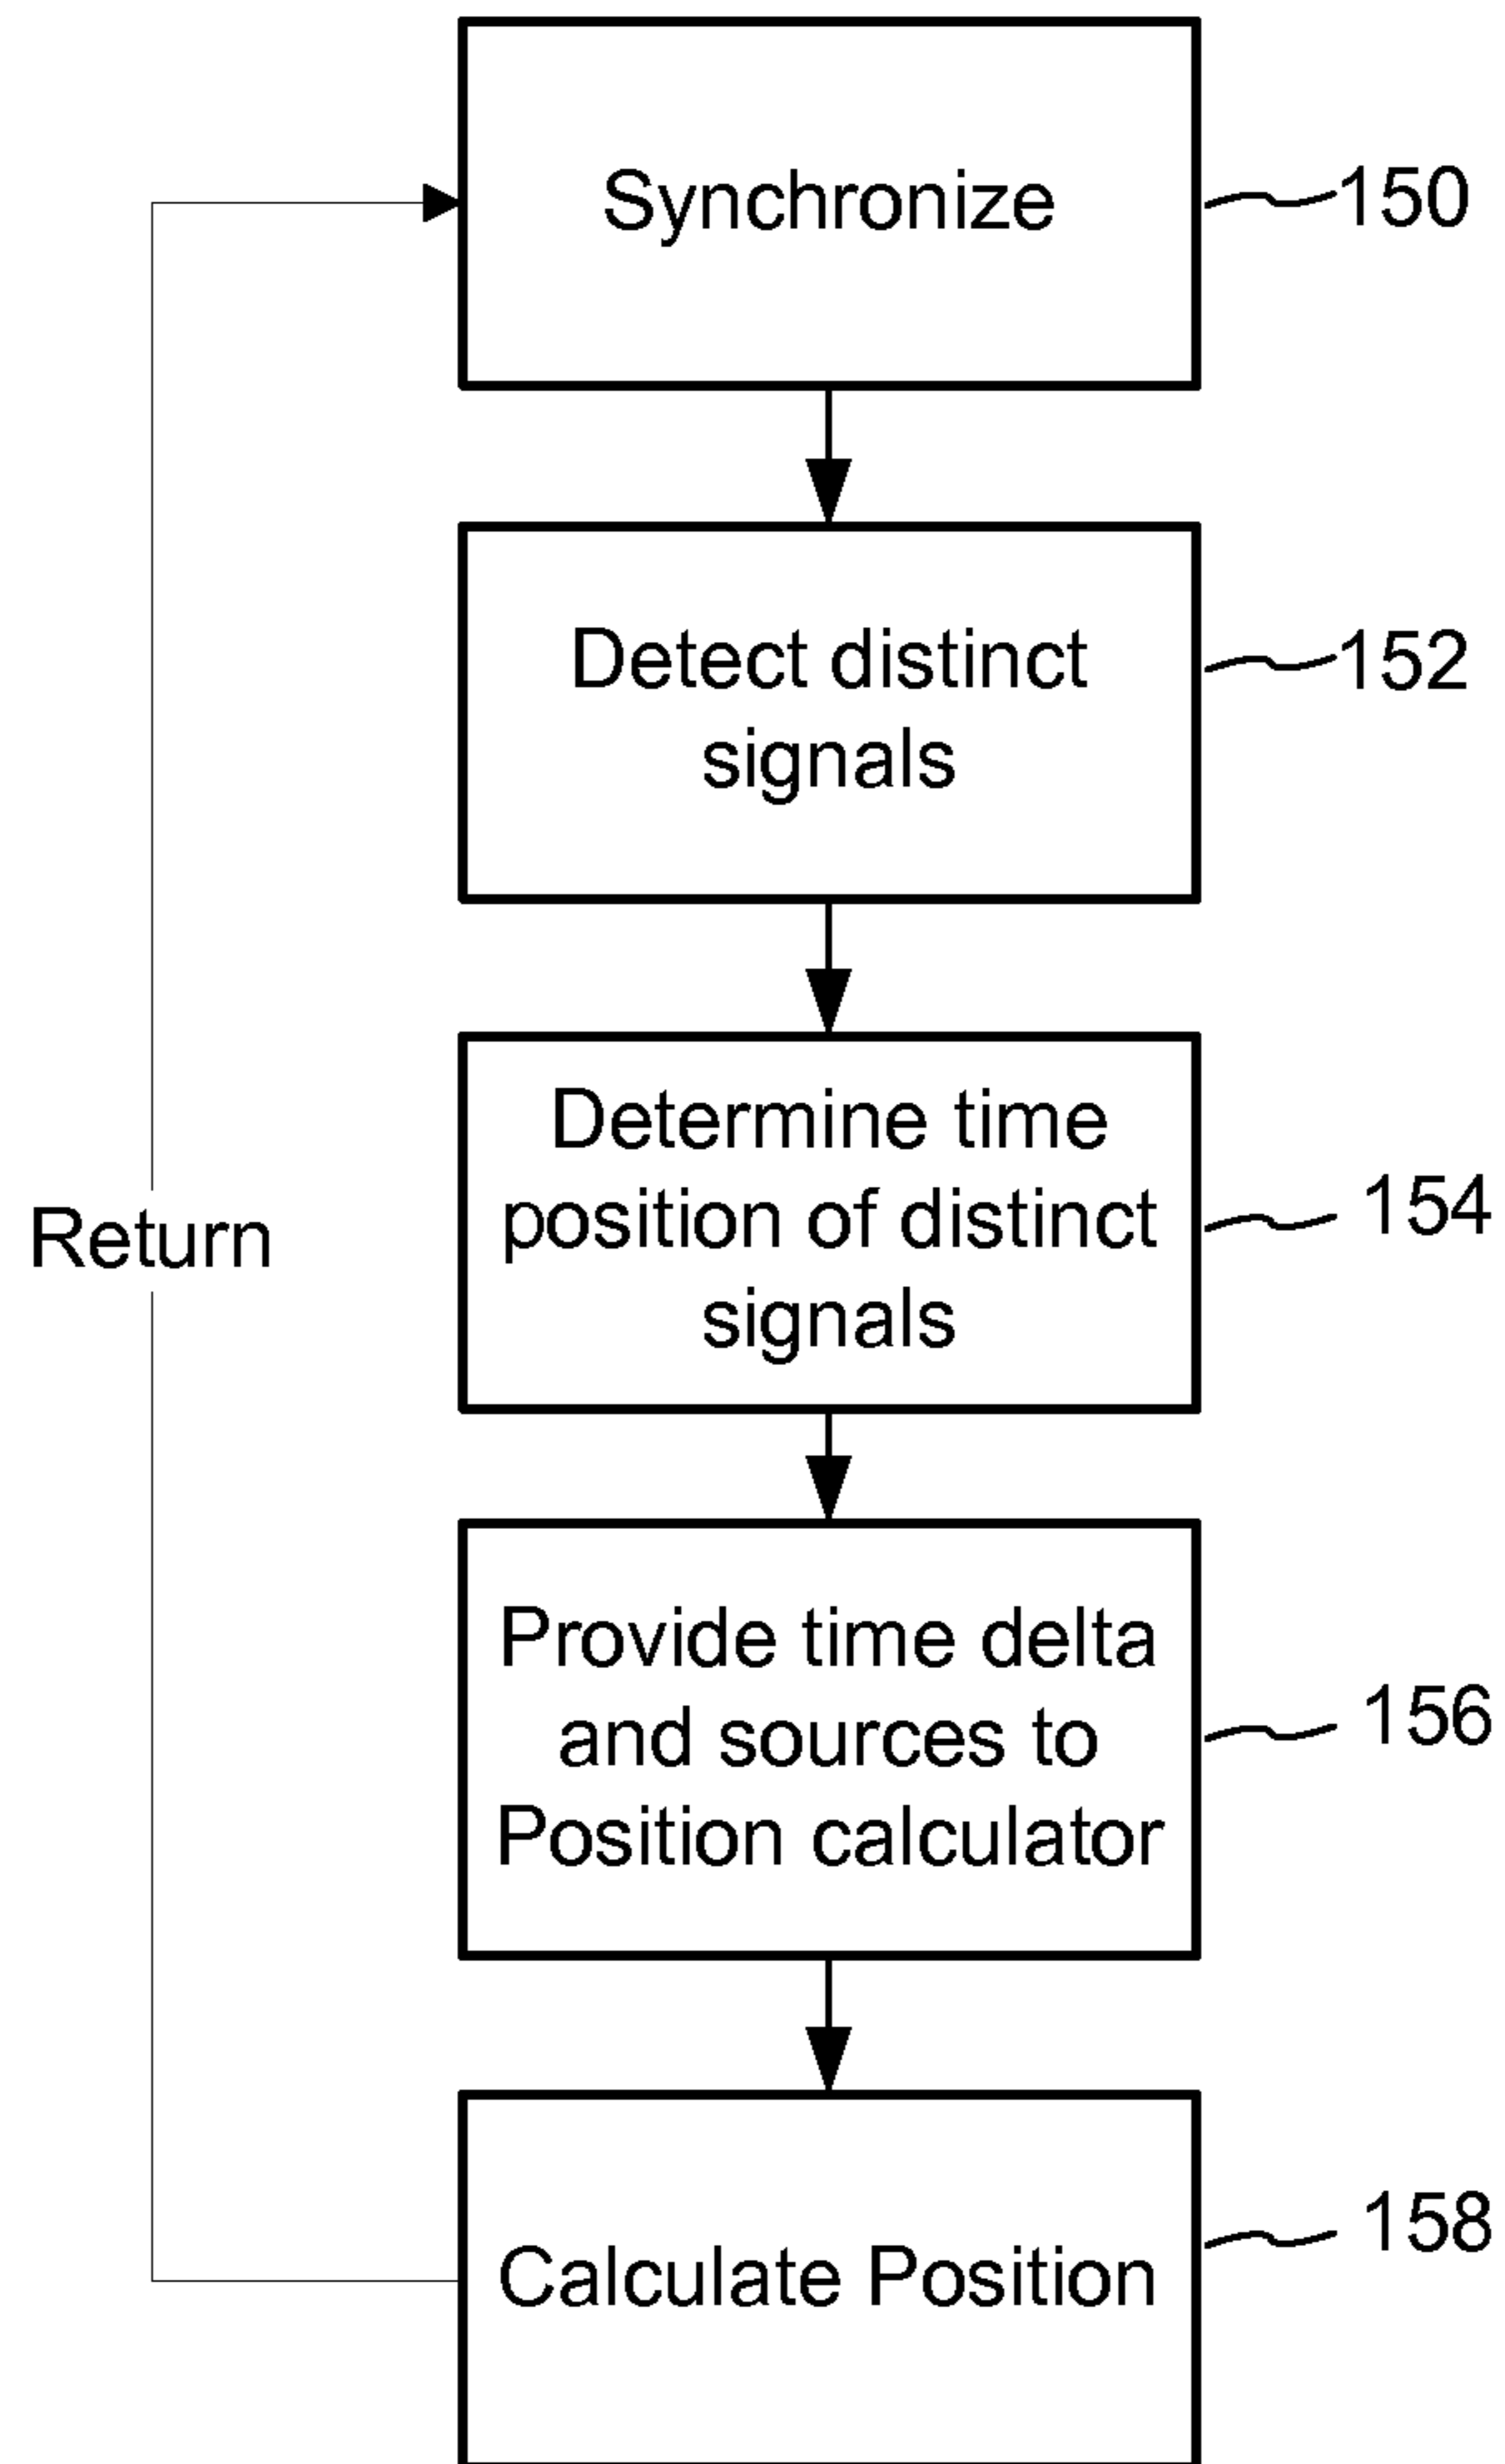 Synchronize
150
Detect distinct
signals
152
Determine time
position of distinct
signals
154
Return
Provide time delta
and sources to
Position calculator
156
Calculate Position
158